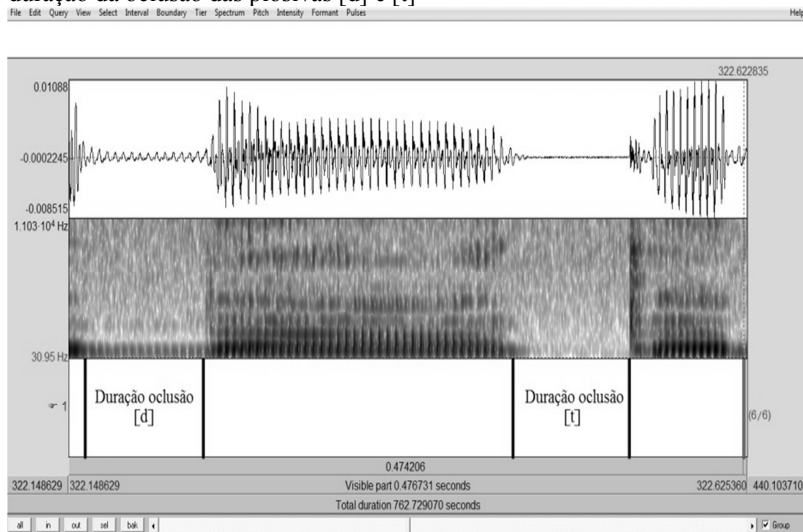 duração da oclusão das plosivas [d] e [t]
File Edit Query View Select Interval Boundary Tier Spectrum Pitch Intensity Formant Pulses Help
322.622835
0.01088
-0.0002245
-0.008515
1.103·10⁴ Hz
30.95 Hz
Duração oclusão
[d]
Duração oclusão
[t]
1
(6/6)
0.474206
322.148629 322.148629 Visible part 0.476731 seconds 322.625360 440.103710
Total duration 762.729070 seconds
all in out sel bak Group